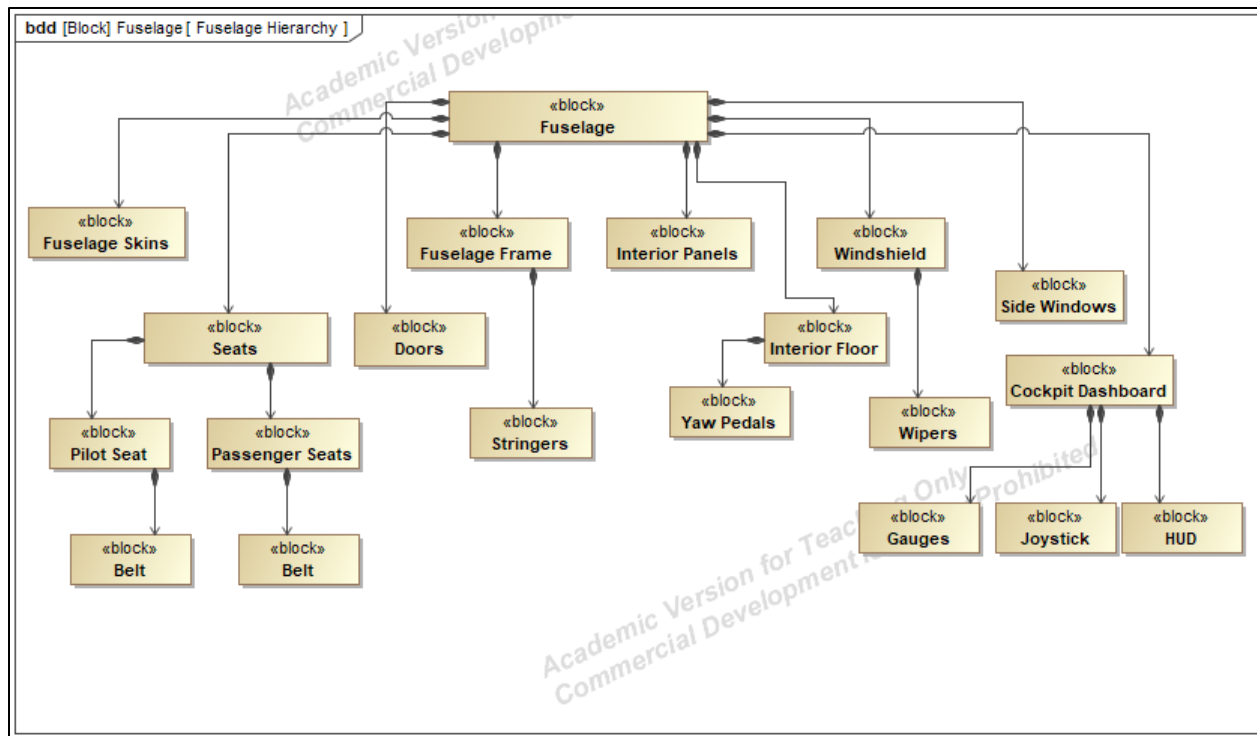 bdd [Block] Fuselage [ Fuselage Hierarchy ]
Academic Version
Commercial Developm
«block»
Fuselage
«block»
Fuselage Skins
«block»
Fuselage Frame
«block»
Interior Panels
«block»
Windshield
«block»
Side Windows
«block»
Seats
«block»
Doors
«block»
Interior Floor
«block»
Cockpit Dashboard
«block»
Yaw Pedals
«block»
Wipers
«block»
Stringers
«block»
Pilot Seat
«block»
Passenger Seats
«block»
Gauges
«block»
Joystick
«block»
HUD
«block»
Belt
«block»
Belt
Academic Version for Teaching Only
Commercial Development is Prohibited